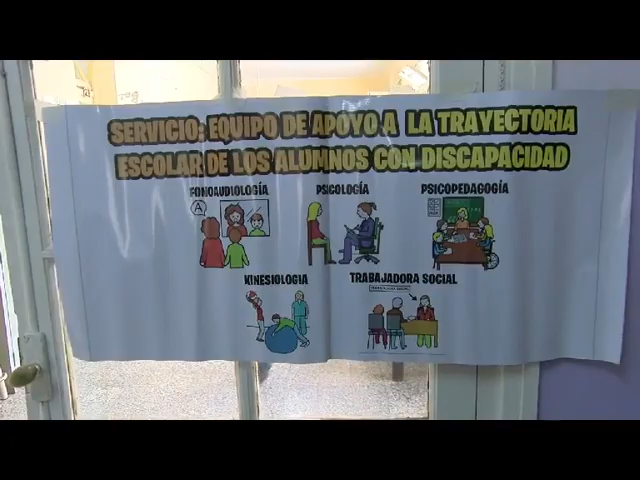 SERVICIO: EQUIPO DE APOYO A LA TRAYECTORIA
ESCOLAR DE LOS ALUMNOS CON DISCAPACIDAD
FONOAUDIOLOGÍA PSICOLOGÍA PSICOPEDAGOGÍA
A
KINESIOLOGIA TRABAJADORA SOCIAL